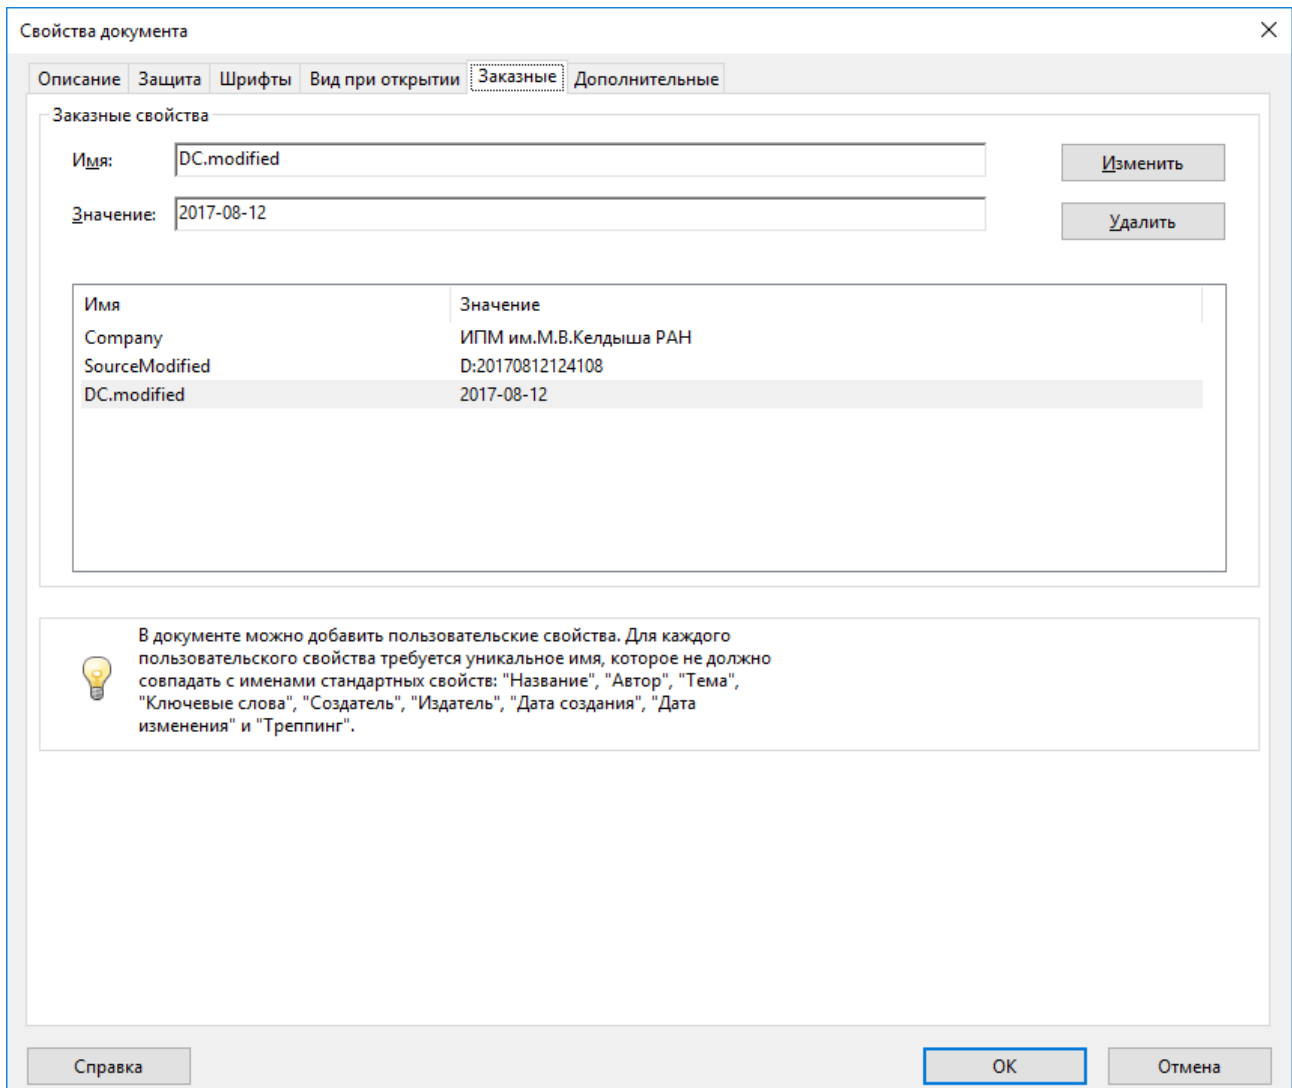 Свойства документа
Описание Защита Шрифты Вид при открытии Заказные Дополнительные
Заказные свойства
Имя: DC.modified Изменить
Значение: 2017-08-12 Удалить
Имя Значение
Company ИПМ им.М.В.Келдыша РАН
SourceModified D:20170812124108
DC.modified 2017-08-12
В документе можно добавить пользовательские свойства. Для каждого
пользовательского свойства требуется уникальное имя, которое не должно
совпадать с именами стандартных свойств: "Название", "Автор", "Тема",
"Ключевые слова", "Создатель", "Издатель", "Дата создания", "Дата
изменения" и "Треппинг".
Справка OK Отмена